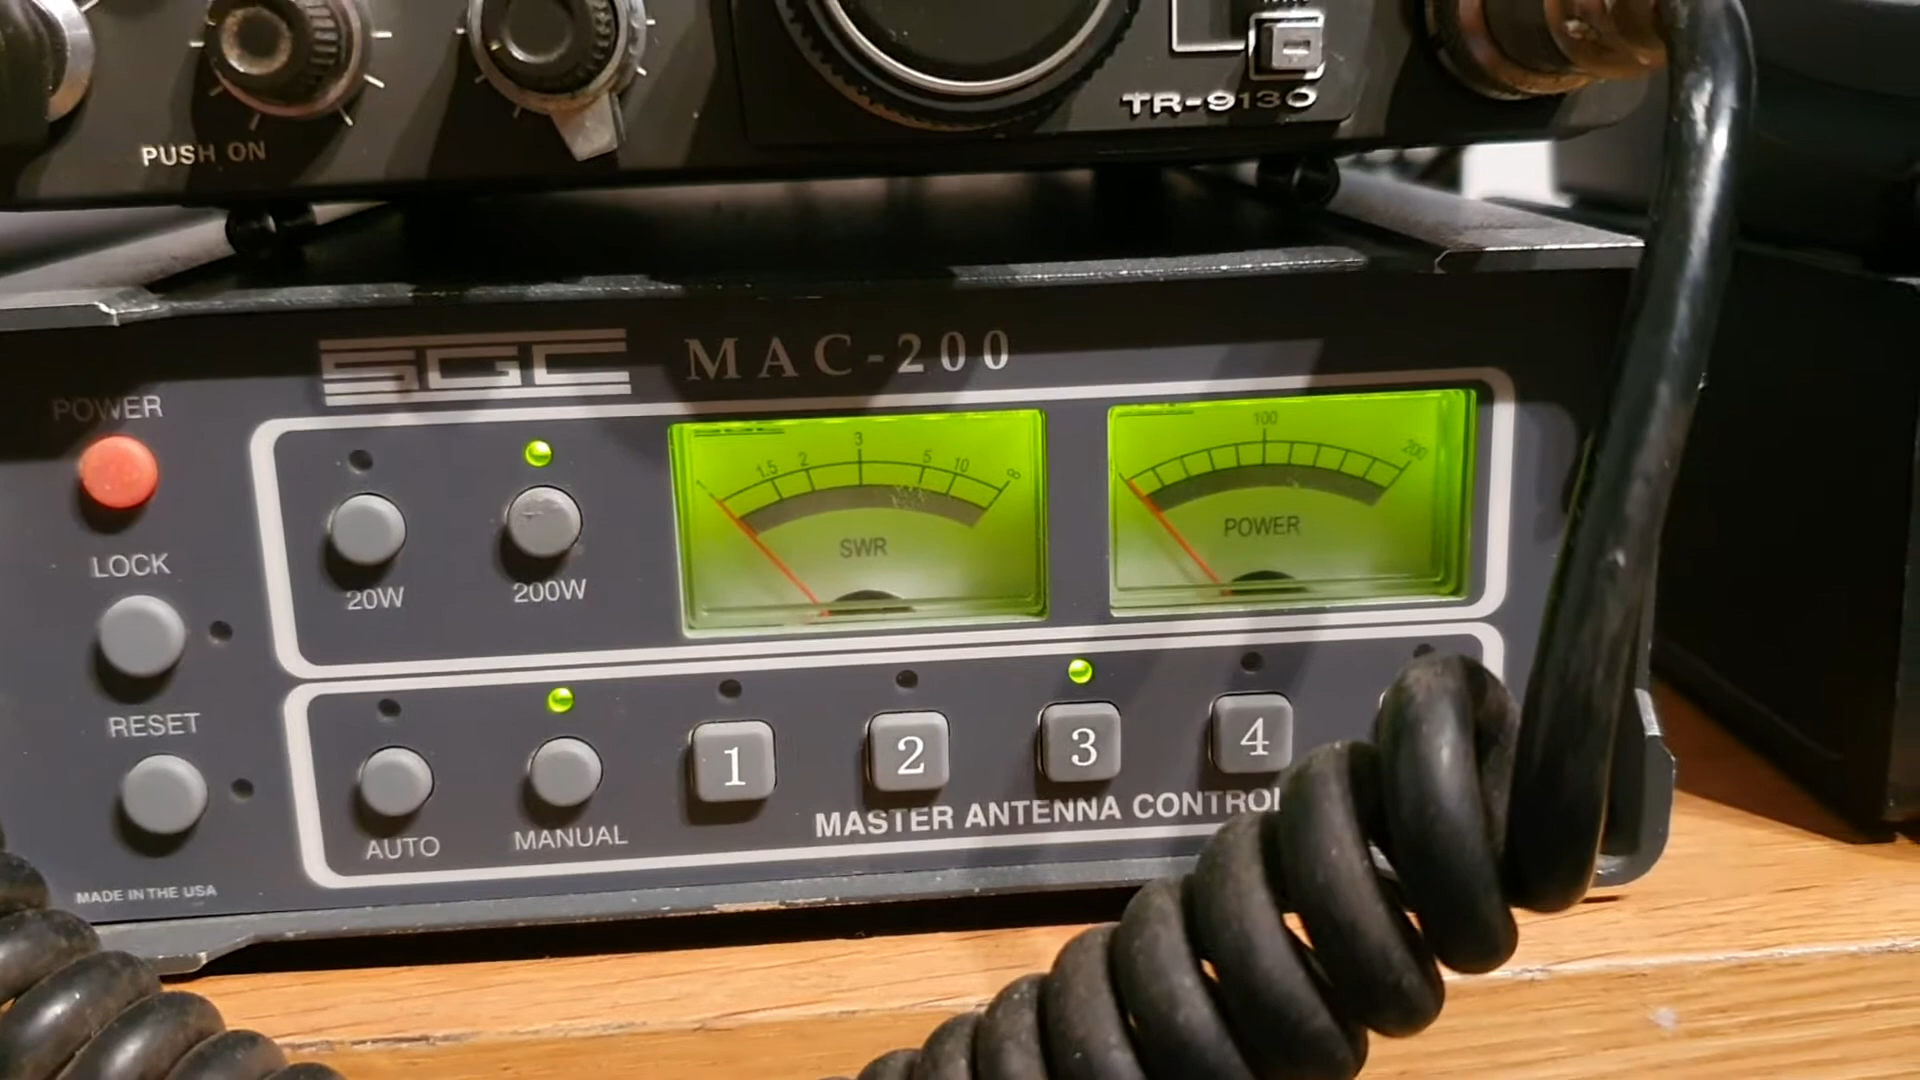 PUSH ON
TR-9130
SGC MAC-200
POWER
LOCK
RESET
MADE IN THE USA
20W
200W
1.5 2 3 5 10 ∞
SWR
100 200
POWER
AUTO
MANUAL
1 2 3 4
MASTER ANTENNA CONTROL